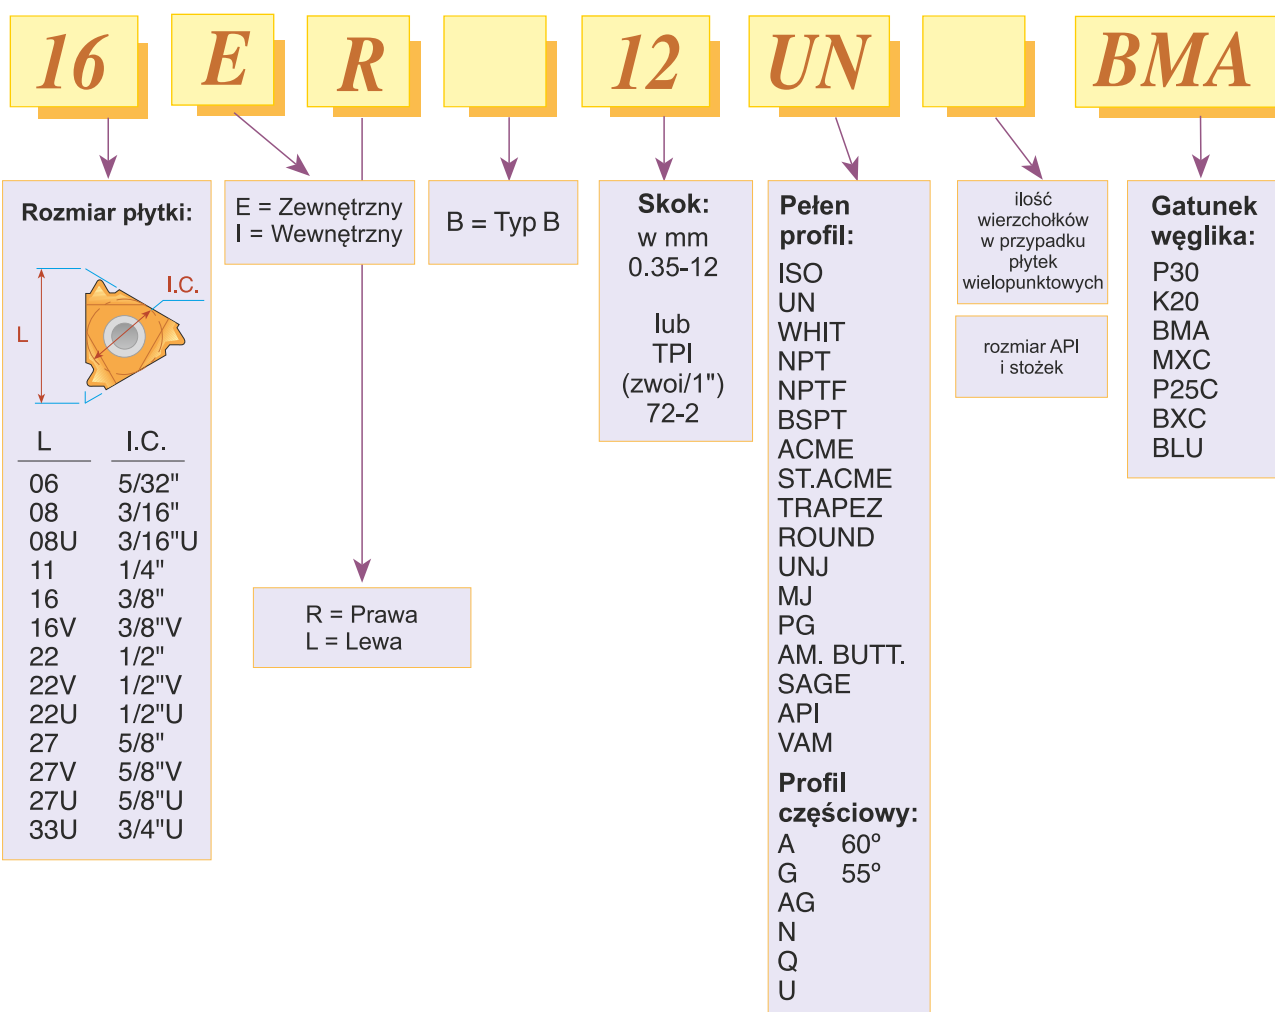 16 E R 12 UN BMA
Rozmiar płytki:
I.C.
L
L I.C.
06 5/32"
08 3/16"
08U 3/16"U
11 1/4"
16 3/8"
16V 3/8"V
22 1/2"
22V 1/2"V
22U 1/2"U
27 5/8"
27V 5/8"V
27U 5/8"U
33U 3/4"U
E = Zewnętrzny
I = Wewnętrzny
R = Prawa
L = Lewa
B = Typ B
Skok:
w mm
0.35-12
lub
TPI
(zwoi/1")
72-2
Pełen
profil:
ISO
UN
WHIT
NPT
NPTF
BSPT
ACME
ST.ACME
TRAPEZ
ROUND
UNJ
MJ
PG
AM. BUTT.
SAGE
API
VAM
Profil
częściowy:
A 60º
G 55º
AG
N
Q
U
ilość
wierzchołków
w przypadku
płytek
wielopunktowych
rozmiar API
i stożek
Gatunek
węglika:
P30
K20
BMA
MXC
P25C
BXC
BLU